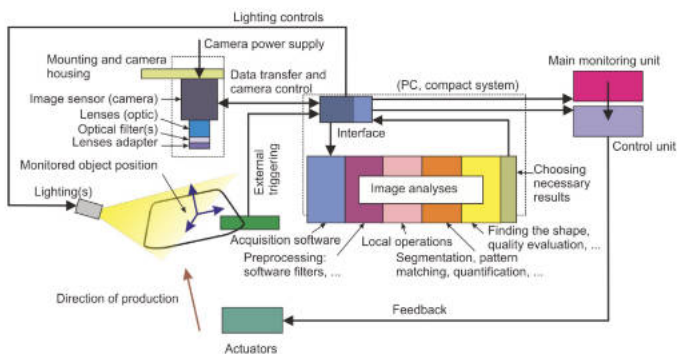 Lighting controls
Camera power supply
Mounting and camera
housing
Data transfer and
camera control
(PC, compact system)
Main monitoring unit
Image sensor (camera)
Lenses (optic)
Optical filter(s)
Lenses adapter
Interface
Control unit
Monitored object position
External
triggering
Lighting(s)
Image analyses
Choosing
necessary
results
Acquisition software
Local operations
Finding the shape,
quality evaluation, ...
Preprocessing:
software filters, ...
Segmentation, pattern
matching, quantification, ...
Direction of production
Feedback
Actuators